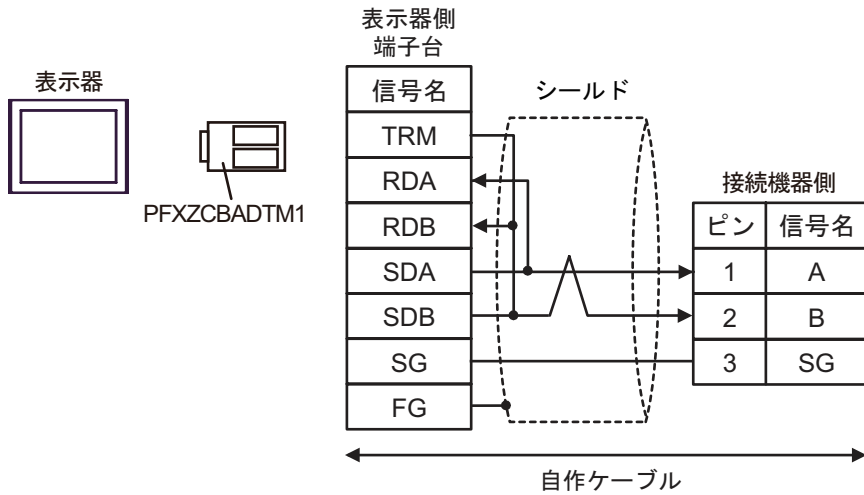 表示器側
端子台
表示器
PFXZCBADTM1
信号名
TRM
RDA
RDB
SDA
SDB
SG
FG
シールド
接続機器側
ピン 信号名
1 A
2 B
3 SG
自作ケーブル